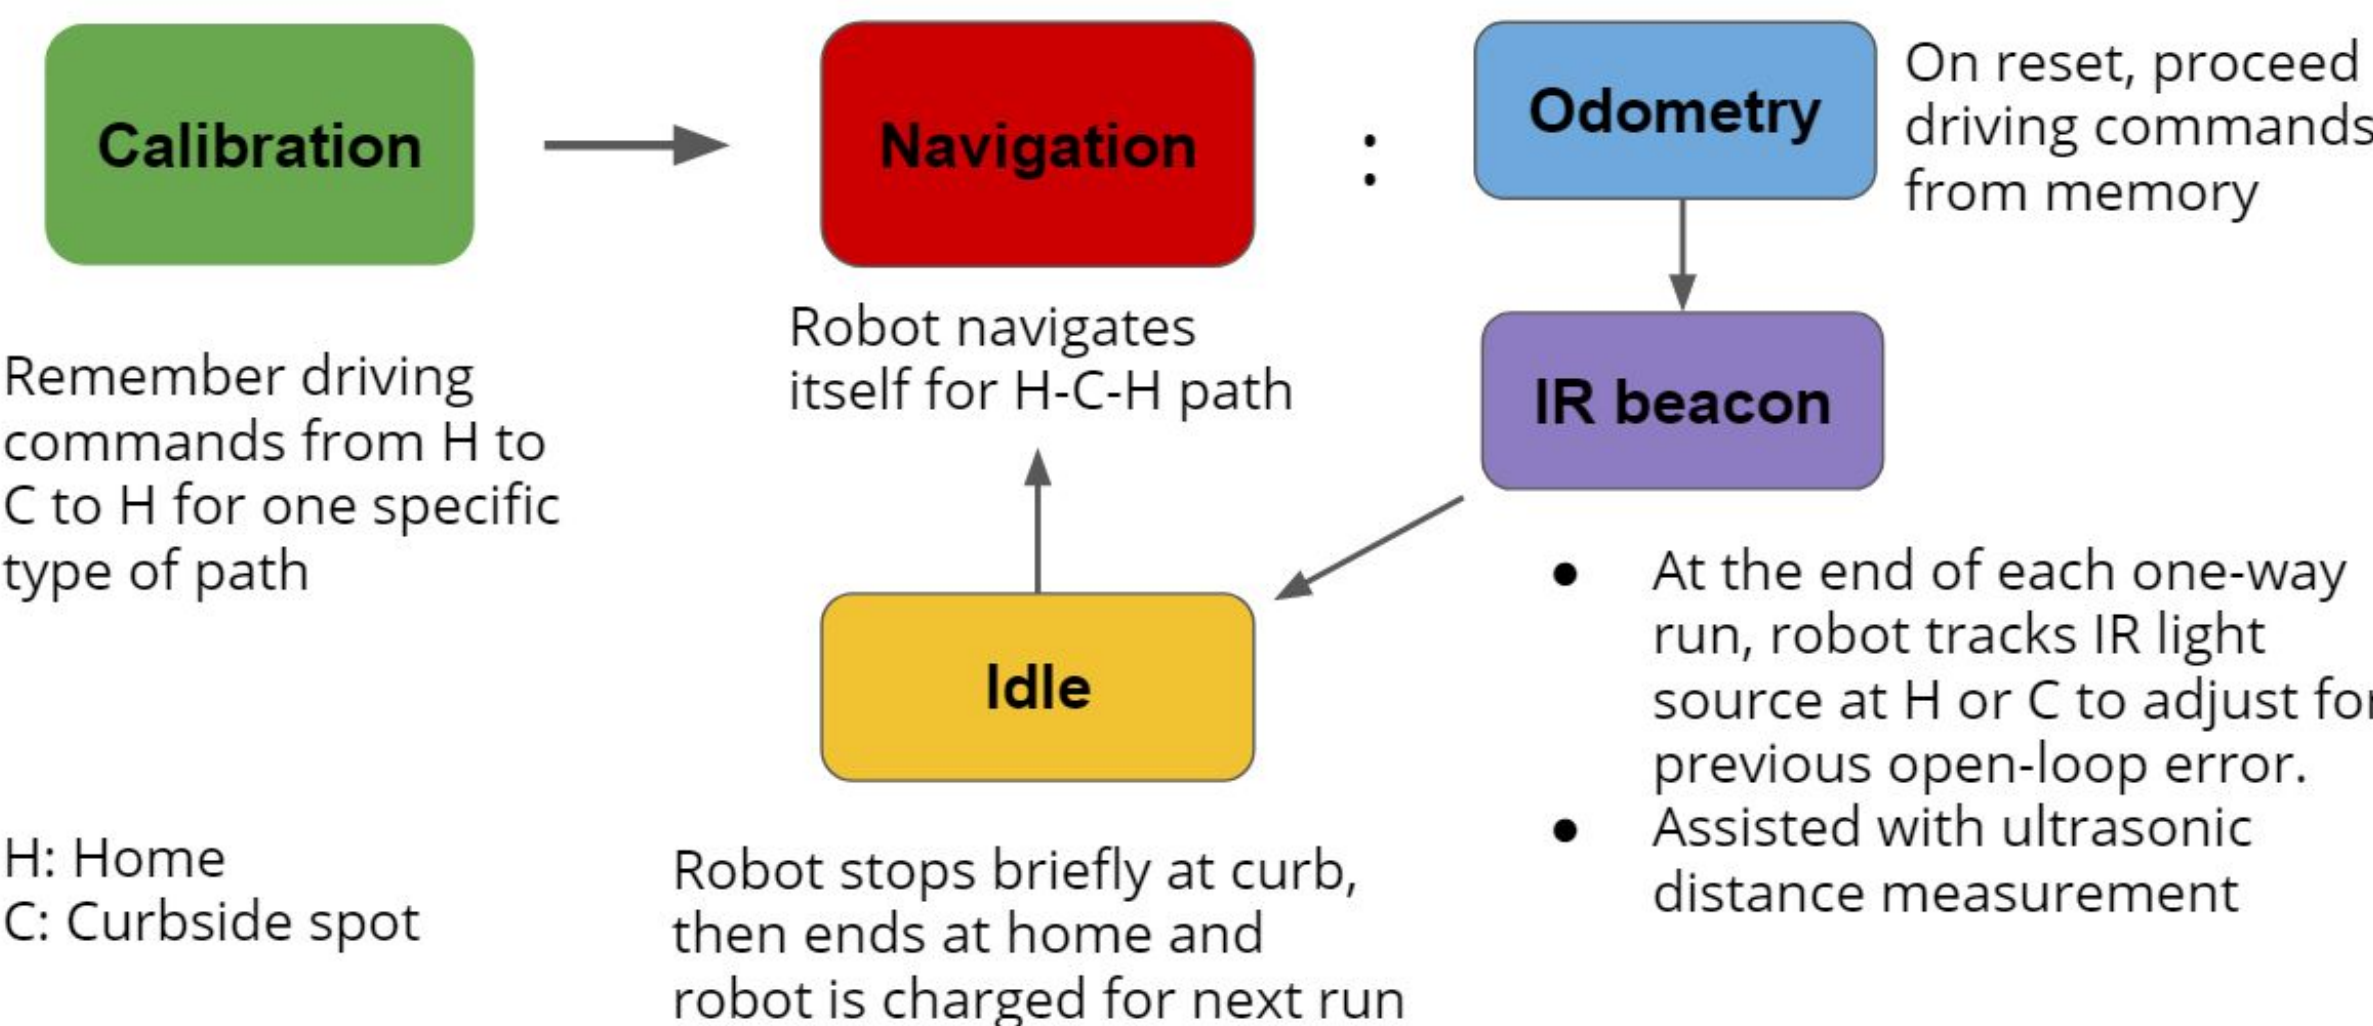 Calibration
Remember driving
commands from H to
C to H for one specific
type of path
H: Home
C: Curbside spot
Navigation
Robot navigates
itself for H-C-H path
:
Odometry
On reset, proceed
driving commands
from memory
IR beacon
● At the end of each one-way
run, robot tracks IR light
source at H or C to adjust for
previous open-loop error.
● Assisted with ultrasonic
distance measurement
Idle
Robot stops briefly at curb,
then ends at home and
robot is charged for next run